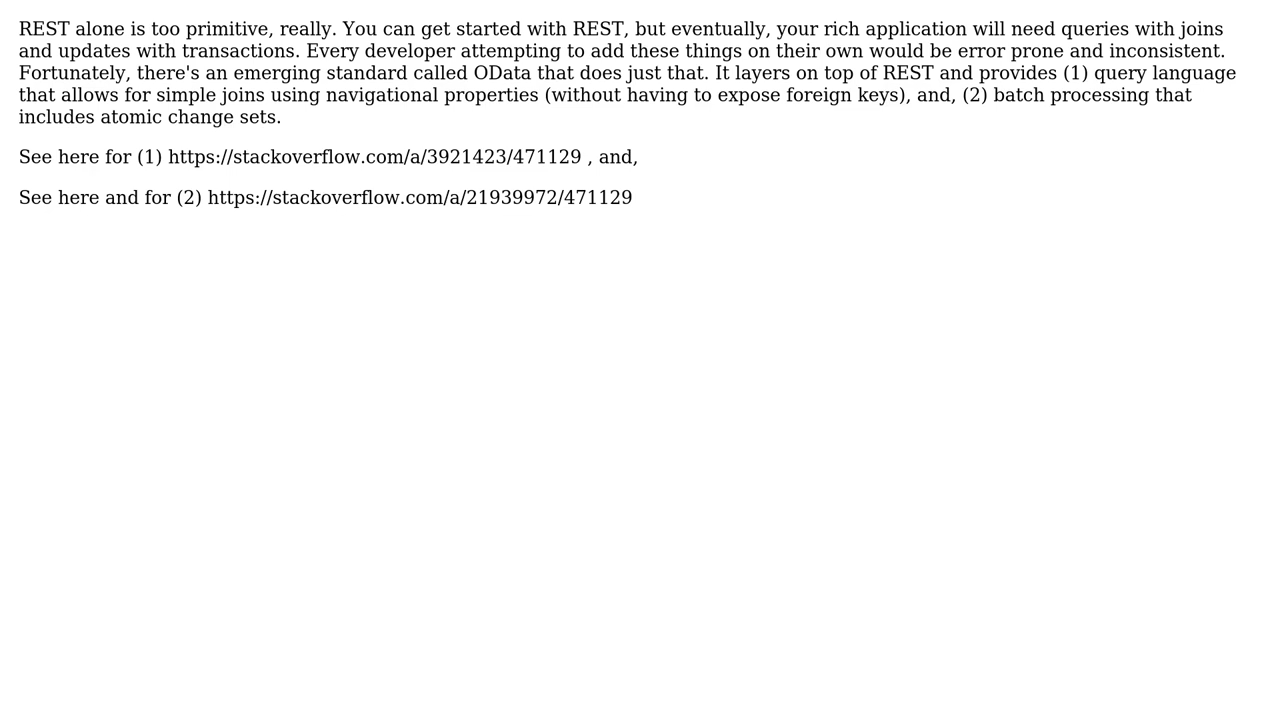 REST alone is too primitive, really. You can get started with REST, but eventually, your rich application will need queries with joins
and updates with transactions. Every developer attempting to add these things on their own would be error prone and inconsistent.
Fortunately, there's an emerging standard called OData that does just that. It layers on top of REST and provides (1) query language
that allows for simple joins using navigational properties (without having to expose foreign keys), and, (2) batch processing that
includes atomic change sets.
See here for (1) https://stackoverflow.com/a/3921423/471129 , and,
See here and for (2) https://stackoverflow.com/a/21939972/471129